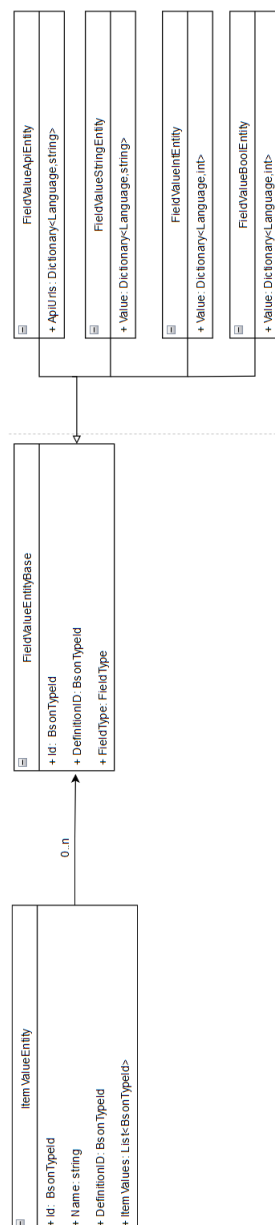 ItemValueEntity
+ Id: BsonTypeId
+ Name: string
+ DefinitionID: BsonTypeId
+ ItemValues: List<BsonTypeId>
0..n
FieldValueEntityBase
+ Id: BsonTypeId
+ DefinitionID: BsonTypeId
+ FieldType: FieldType
FieldValueApiEntity
+ ApiUrls: Dictionary<Language,string>
FieldValueStringEntity
+ Value: Dictionary<Language,string>
FieldValueIntEntity
+ Value: Dictionary<Language,int>
FieldValueBoolEntity
+ Value: Dictionary<Language,int>